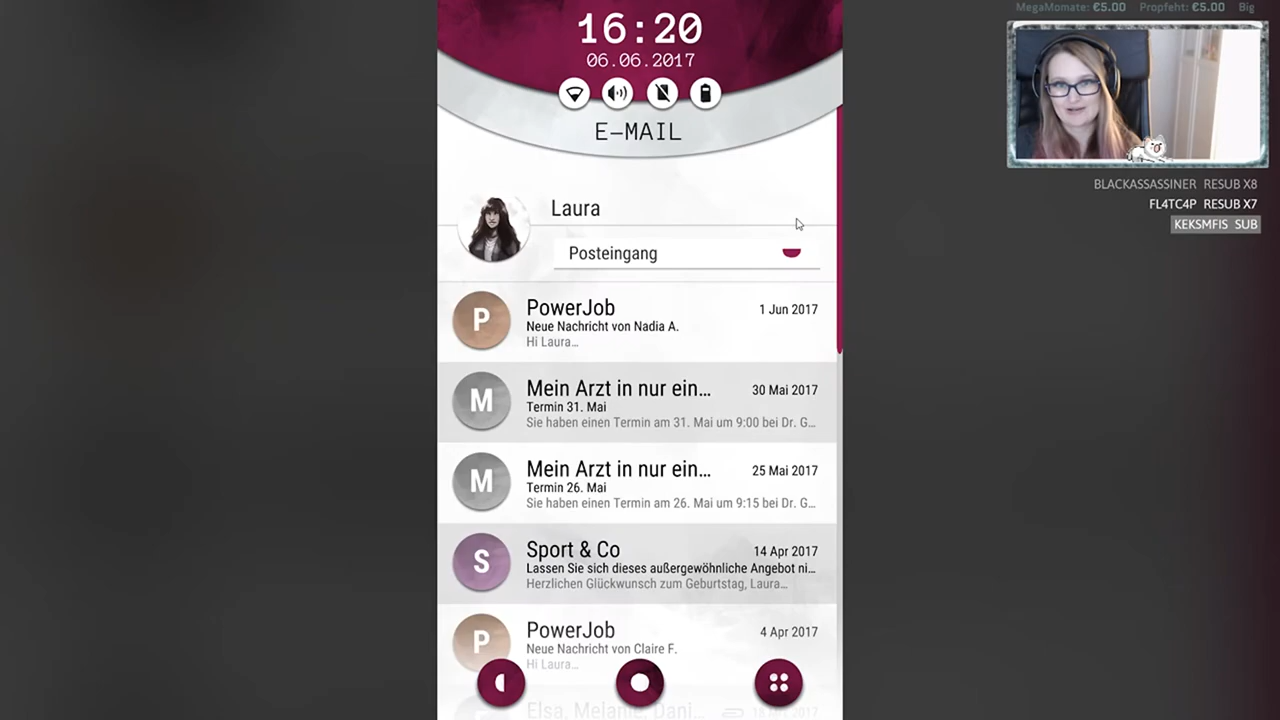 MegaMomate: €5.00 Propfeht: €5.00 Big
16:20
06.06.2017
E-MAIL
Laura
Posteingang
P
PowerJob
1 Jun 2017
Neue Nachricht von Nadia A.
Hi Laura…
M
Mein Arzt in nur ein…
30 Mai 2017
Termin 31. Mai
Sie haben einen Termin am 31. Mai um 9:00 bei Dr. G…
M
Mein Arzt in nur ein…
25 Mai 2017
Termin 26. Mai
Sie haben einen Termin am 26. Mai um 9:15 bei Dr. G…
S
Sport & Co
14 Apr 2017
Lassen Sie sich dieses außergewöhnliche Angebot ni…
Herzlichen Glückwunsch zum Geburtstag, Laura…
P
PowerJob
4 Apr 2017
Neue Nachricht von Claire F.
Hi Laura…
Elsa, Melanie, Dani…
BLACKASSASSINER RESUB X8
FL4TC4P RESUB X7
KEKSMFIS SUB